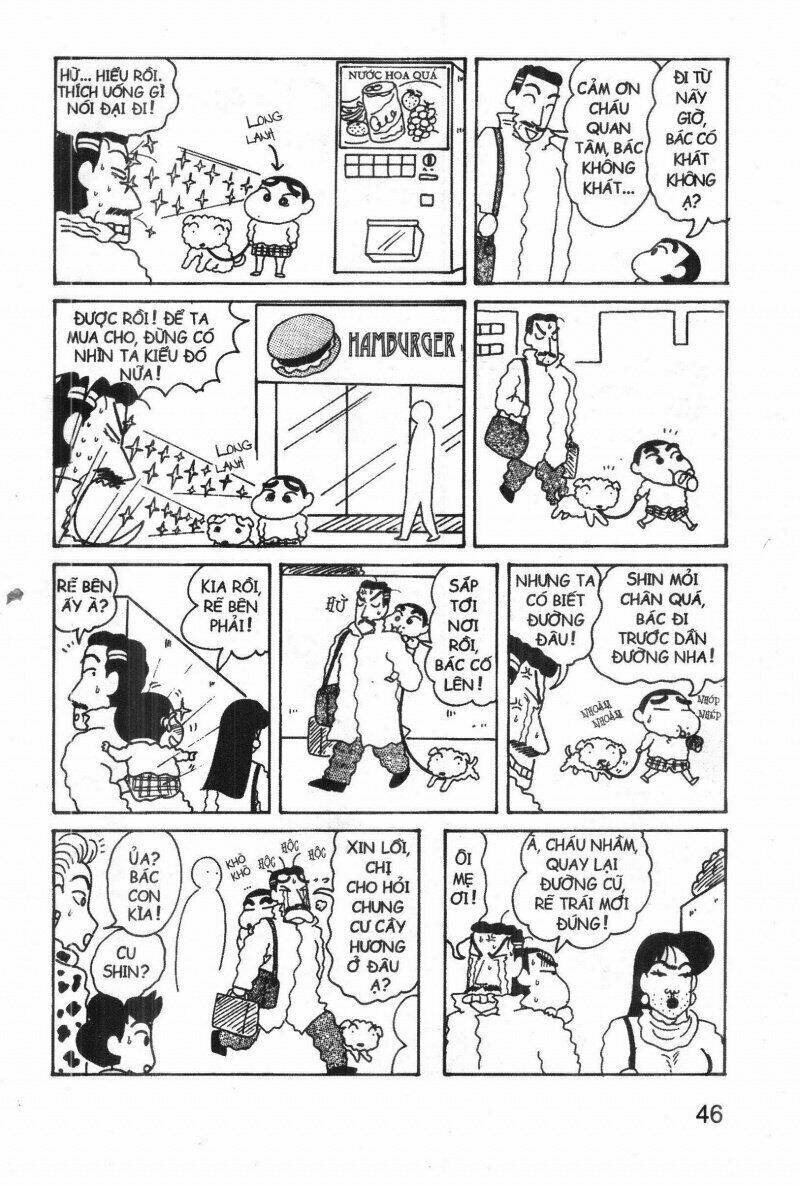 ĐI TỪ
NÃY
GIỜ,
BÁC CÓ
KHÁT
KHÔNG
Ạ?
CẢM ƠN
CHÁU
QUAN
TÂM, BÁC
KHÔNG
KHÁT...
NƯỚC HOA QUẢ
HỪ... HIỂU RỒI.
THÍCH UỐNG GÌ
NÓI ĐẠI ĐI!
LONG
LANH
HAMBURGER
ĐƯỢC RỒI! ĐỂ TA
MUA CHO, ĐỪNG CÓ
NHÌN TA KIỂU ĐÓ
NỮA!
LONG
LANH
SHIN MỎI
CHÂN QUÁ,
BÁC ĐI
TRƯỚC DẪN
ĐƯỜNG NHA!
NHƯNG TA
CÓ BIẾT
ĐƯỜNG
ĐÂU!
NHÓP
NHÉP
NHOÀM
NHOÀM
SẮP
TỚI
NƠI
RỒI,
BÁC CỐ
LÊN!
HỪ
KIA RỒI,
RẼ BÊN
PHẢI!
RẼ BÊN
ẤY À?
À, CHÁU NHẦM,
QUAY LẠI
ĐƯỜNG CŨ,
RẼ TRÁI MỚI
ĐÚNG!
ÔI
MẸ
ƠI!
XIN LỖI,
CHỊ
CHO HỎI
CHUNG
CƯ CÂY
HƯƠNG
Ở ĐÂU
Ạ?
HỘC
HỘC
HỘC
KHÒ
KHÒ
...
ỦA?
BÁC
CON
KIA!
CU
SHIN?
46